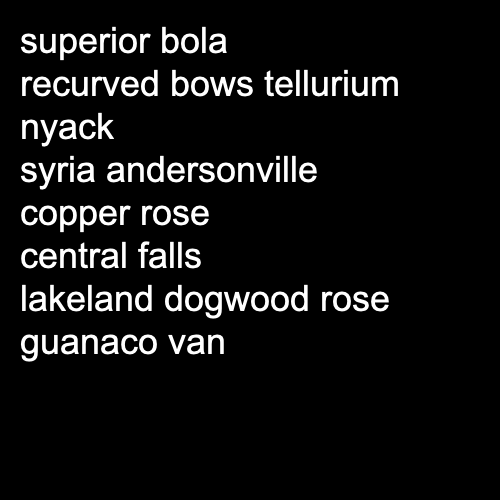 superior bola
recurved bows tellurium
nyack
syria andersonville
copper rose
central falls
lakeland dogwood rose
guanaco van